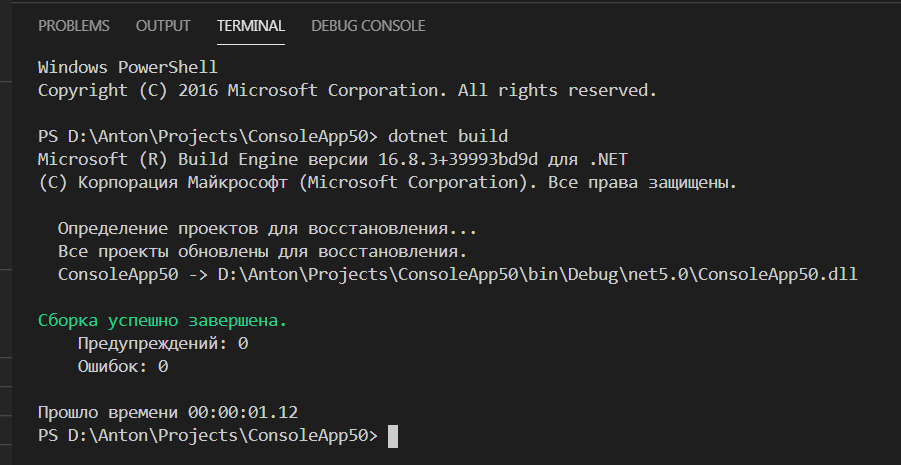 PROBLEMS OUTPUT TERMINAL DEBUG CONSOLE
Windows PowerShell
Copyright (C) 2016 Microsoft Corporation. All rights reserved.
PS D:\Anton\Projects\ConsoleApp50> dotnet build
Microsoft (R) Build Engine версии 16.8.3+39993bd9d для .NET
(C) Корпорация Майкрософт (Microsoft Corporation). Все права защищены.
Определение проектов для восстановления...
Все проекты обновлены для восстановления.
ConsoleApp50 -> D:\Anton\Projects\ConsoleApp50\bin\Debug\net5.0\ConsoleApp50.dll
Сборка успешно завершена.
Предупреждений: 0
Ошибок: 0
Прошло времени 00:00:01.12
PS D:\Anton\Projects\ConsoleApp50>